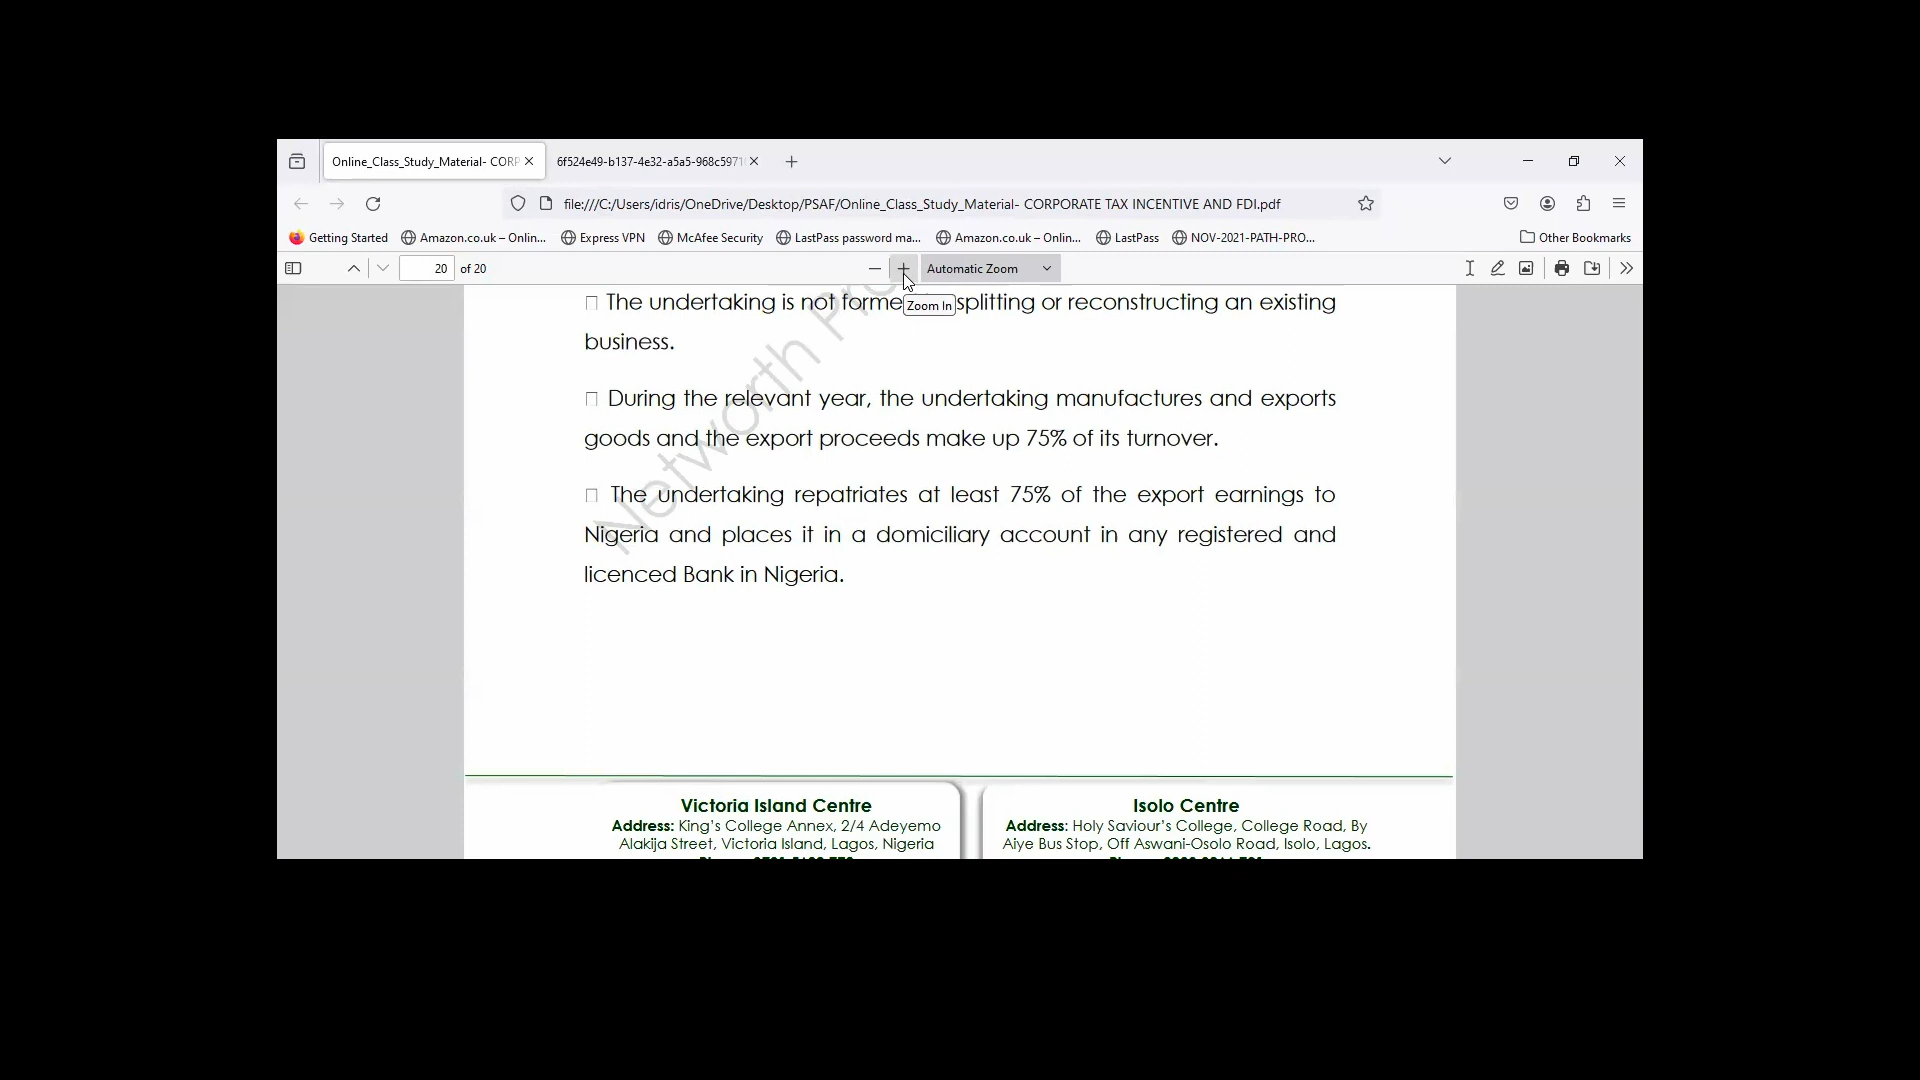 Online_Class_Study_Material- CORP
6f524e49-b137-4e32-a5a5-968c5971
file:///C:/Users/idris/OneDrive/Desktop/PSAF/Online_Class_Study_Material- CORPORATE TAX INCENTIVE AND FDI.pdf
Getting Started Amazon.co.uk – Onlin... Express VPN McAfee Security LastPass password ma... Amazon.co.uk – Onlin... LastPass NOV-2021-PATH-PRO... Other Bookmarks
20 of 20 Automatic Zoom
The undertaking is not forme splitting or reconstructing an existing
Zoom In
business.
During the relevant year, the undertaking manufactures and exports
goods and the export proceeds make up 75% of its turnover.
The undertaking repatriates at least 75% of the export earnings to
Nigeria and places it in a domiciliary account in any registered and
licenced Bank in Nigeria.
Networth Pro
Victoria Island Centre
Address: King's College Annex, 2/4 Adeyemo
Alakija Street, Victoria Island, Lagos, Nigeria
Isolo Centre
Address: Holy Saviour's College, College Road, By
Aiye Bus Stop, Off Aswani-Osolo Road, Isolo, Lagos.